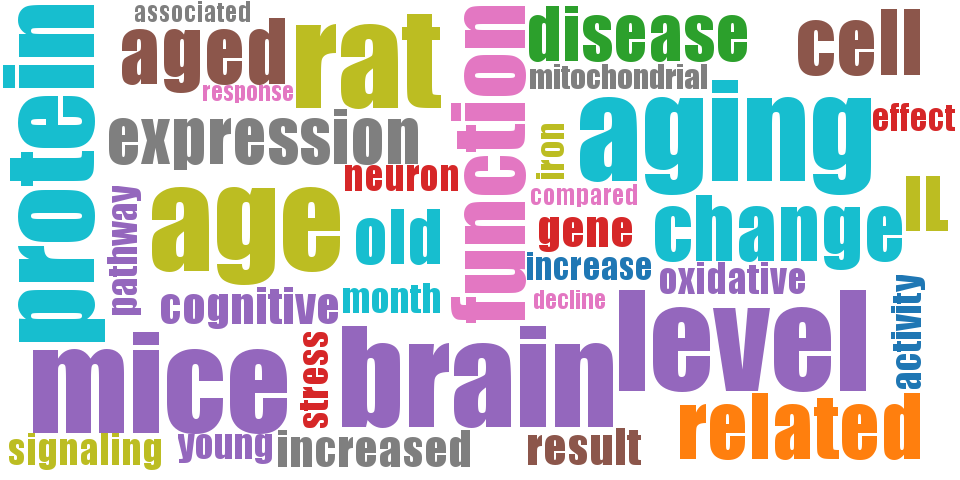 associated
protein
aged
rat
response
expression
neuron
function
disease
mitochondrial
cell
aging
effect
iron
compared
gene
change
IL
increase
oxidative
decline
age
old
pathway
cognitive
month
level
activity
mice
stress
brain
related
signaling
young
increased
result